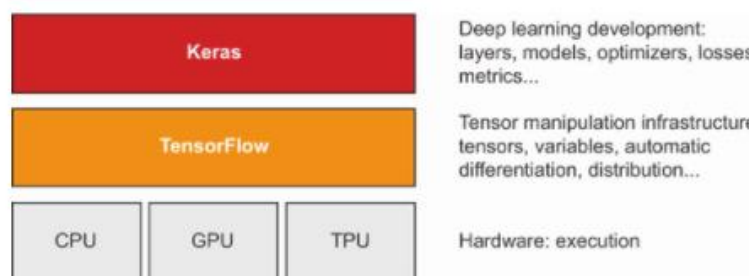 Keras
Deep learning development:
layers, models, optimizers, losses
metrics...
TensorFlow
Tensor manipulation infrastructure
tensors, variables, automatic
differentiation, distribution...
CPU
GPU
TPU
Hardware: execution